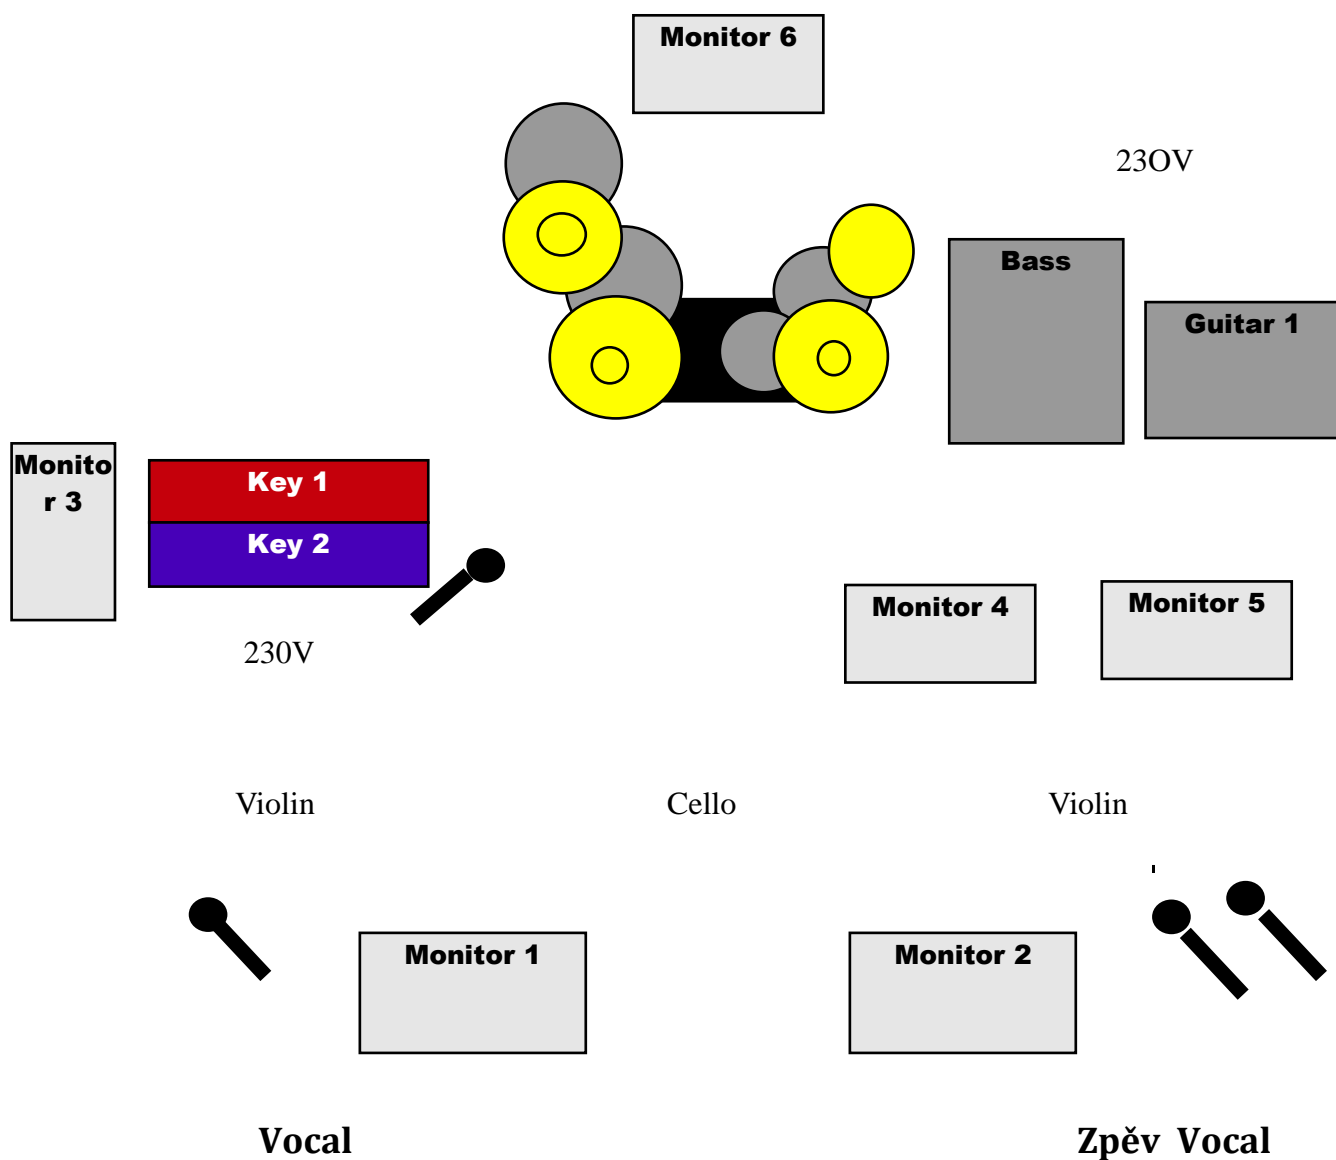 Monitor 6
23OV
Bass
Guitar 1
Monito
r 3
Key 1
Key 2
230V
Monitor 4
Monitor 5
Violin
Cello
Violin
Monitor 1
Monitor 2
Vocal
Zpěv Vocal